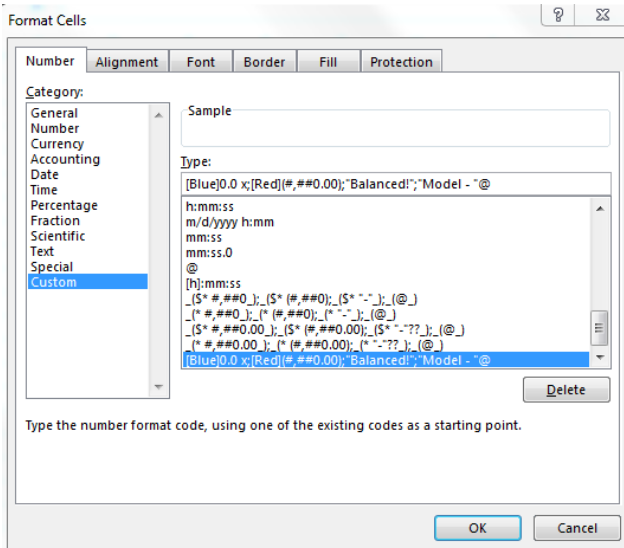 Format Cells
Number Alignment Font Border Fill Protection
Category:
General
Number
Currency
Accounting
Date
Time
Percentage
Fraction
Scientific
Text
Special
Custom
Sample
Type:
[Blue]0.0 x;[Red](#,##0.00);"Balanced!";"Model - "@
h:mm:ss
m/d/yyyy h:mm
mm:ss
mm:ss.0
@
[h]:mm:ss
_($* #,##0_);_($* (#,##0);_($* "-"_);_(@_)
_(* #,##0_);_(* (#,##0);_(* "-"_);_(@_)
_($* #,##0.00_);_($* (#,##0.00);_($* "-"??_);_(@_)
_(* #,##0.00_);_(* (#,##0.00);_(* "-"??_);_(@_)
[Blue]0.0 x;[Red](#,##0.00);"Balanced!";"Model - "@
Delete
Type the number format code, using one of the existing codes as a starting point.
OK Cancel